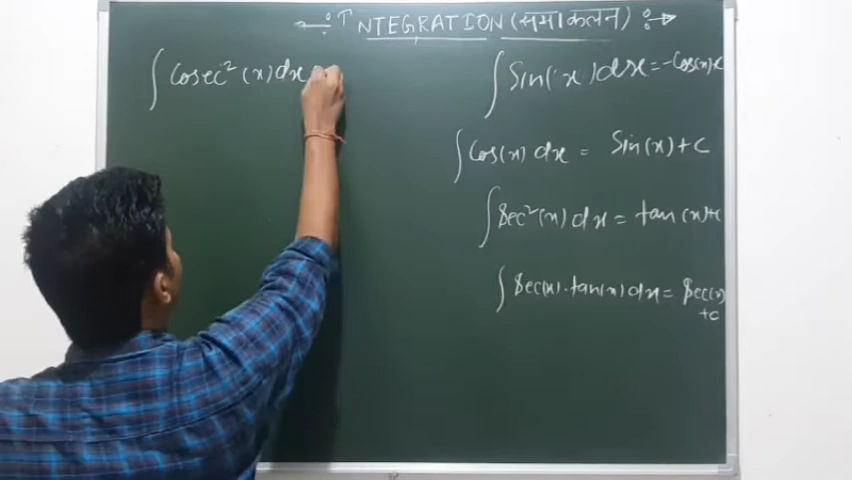 ÷ INTEGRATION (समाकलन) ÷
∫ Cosec² (x) dx =
∫ Sin(x) dx = -Cos(x)+c
∫ Cos(x) dx = Sin(x)+c
∫ Sec²(x) dx = tan(x)+c
∫ Sec(x).tan(x) dx = Sec(x)
+c